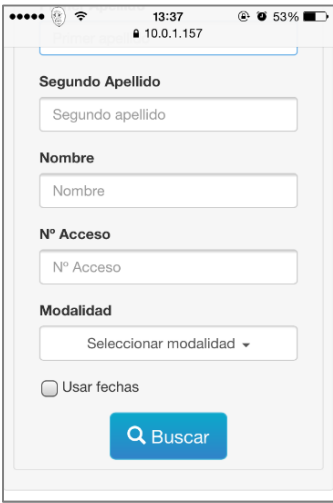 13:37
53%
10.0.1.157
Segundo Apellido
Segundo apellido
Nombre
Nombre
Nº Acceso
Nº Acceso
Modalidad
Seleccionar modalidad
Usar fechas
Buscar